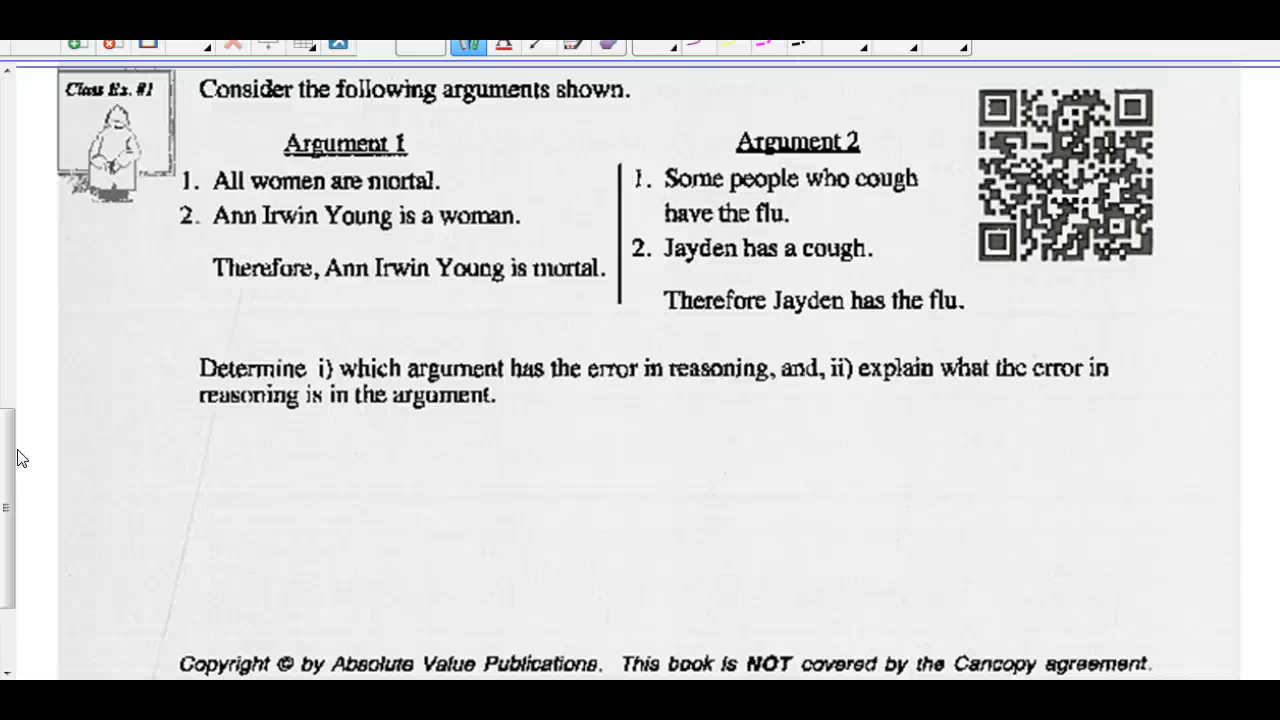 Class Ex. #1
Consider the following arguments shown.
Argument 1
1. All women are mortal.
2. Ann Irwin Young is a woman.
Therefore, Ann Irwin Young is mortal.
Argument 2
1. Some people who cough
have the flu.
2. Jayden has a cough.
Therefore Jayden has the flu.
Determine i) which argument has the error in reasoning, and, ii) explain what the error in
reasoning is in the argument.
Copyright © by Absolute Value Publications. This book is NOT covered by the Cancopy agreement.